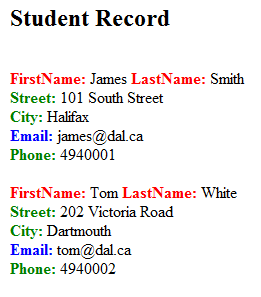 Student Record
FirstName: James LastName: Smith
Street: 101 South Street
City: Halifax
Email: james@dal.ca
Phone: 4940001
FirstName: Tom LastName: White
Street: 202 Victoria Road
City: Dartmouth
Email: tom@dal.ca
Phone: 4940002